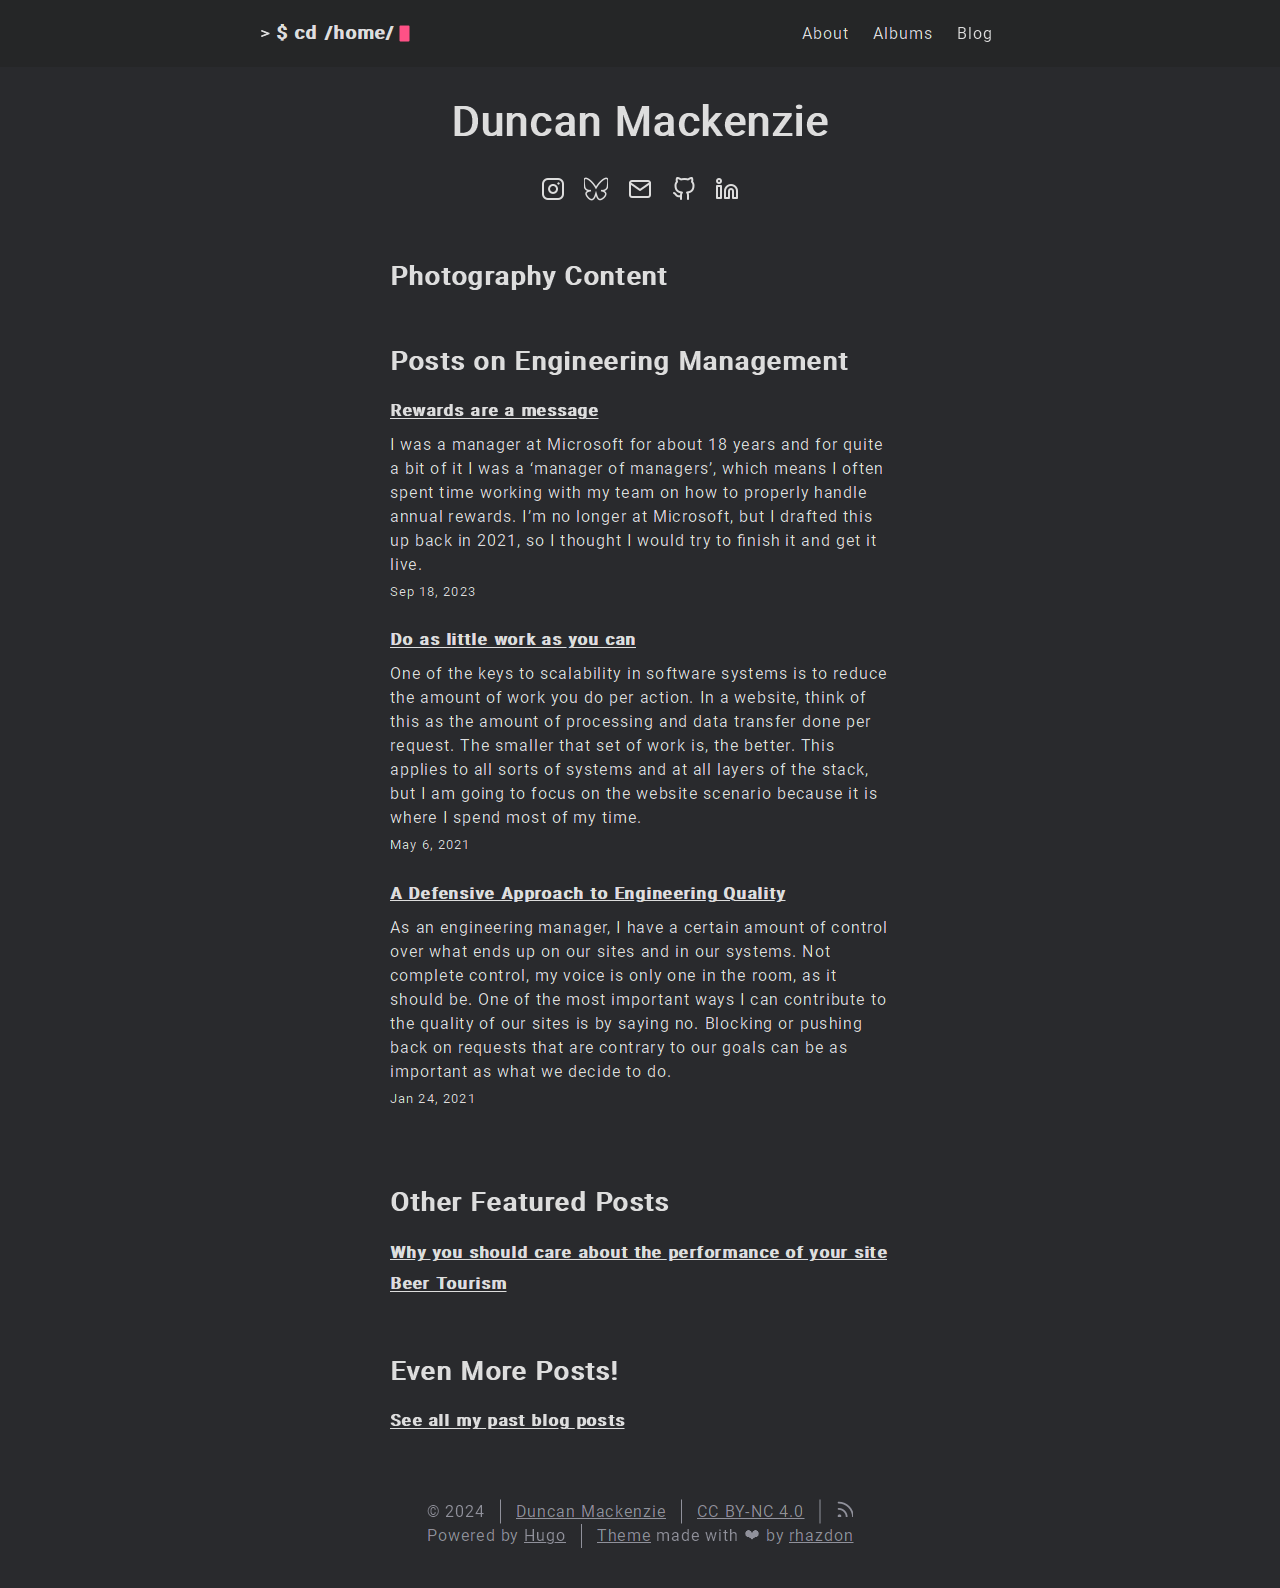 > $ cd /home/
About Albums Blog
Duncan Mackenzie
Photography Content
Posts on Engineering Management
Rewards are a message
I was a manager at Microsoft for about 18 years and for quite
a bit of it I was a ‘manager of managers’, which means I often
spent time working with my team on how to properly handle
annual rewards. I’m no longer at Microsoft, but I drafted this
up back in 2021, so I thought I would try to finish it and get it
live.
Sep 18, 2023
Do as little work as you can
One of the keys to scalability in software systems is to reduce
the amount of work you do per action. In a website, think of
this as the amount of processing and data transfer done per
request. The smaller that set of work is, the better. This
applies to all sorts of systems and at all layers of the stack,
but I am going to focus on the website scenario because it is
where I spend most of my time.
May 6, 2021
A Defensive Approach to Engineering Quality
As an engineering manager, I have a certain amount of control
over what ends up on our sites and in our systems. Not
complete control, my voice is only one in the room, as it
should be. One of the most important ways I can contribute to
the quality of our sites is by saying no. Blocking or pushing
back on requests that are contrary to our goals can be as
important as what we decide to do.
Jan 24, 2021
Other Featured Posts
Why you should care about the performance of your site
Beer Tourism
Even More Posts!
See all my past blog posts
© 2024 | Duncan Mackenzie | CC BY-NC 4.0 |
Powered by Hugo | Theme made with ❤ by rhazdon